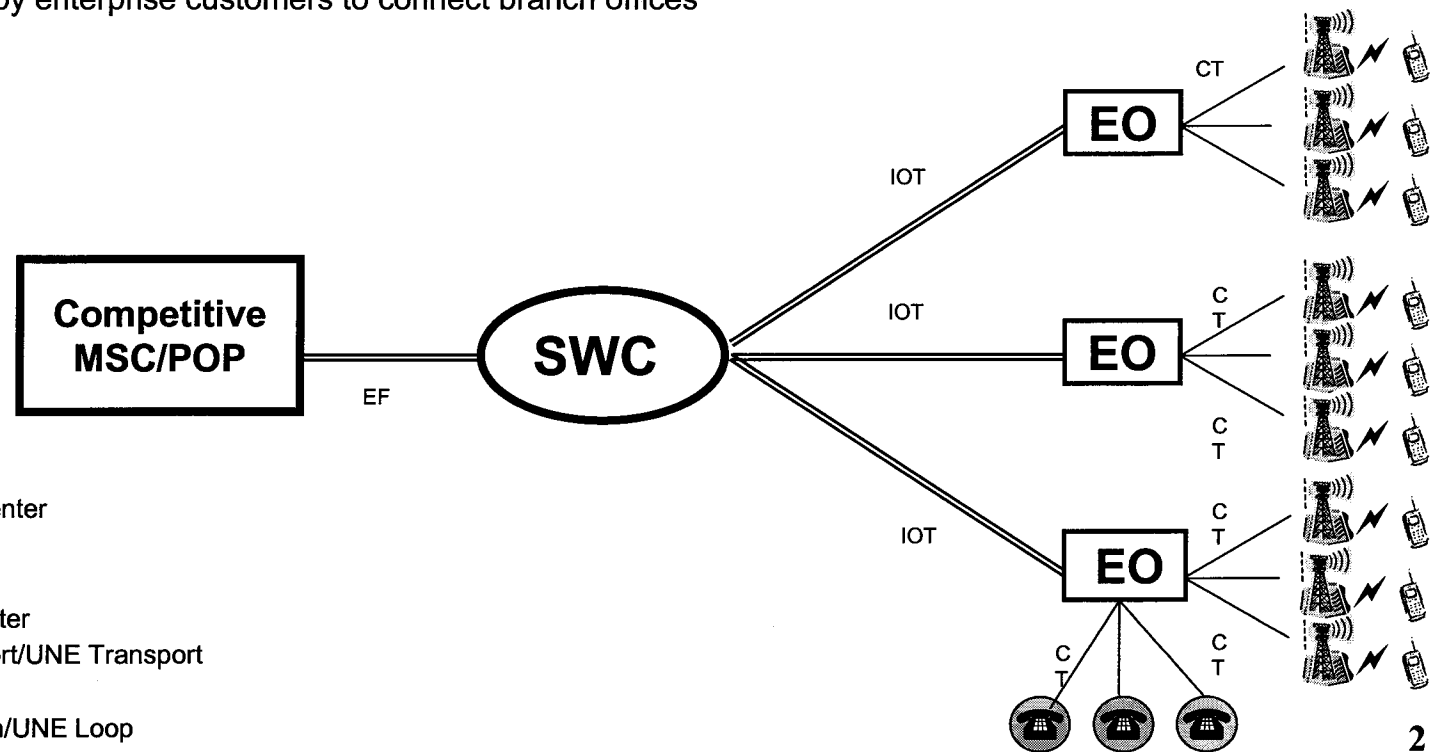 by enterprise customers to connect branch offices
CT
EO
IOT
Competitive
MSC/POP
EF
SWC
IOT
C
T
EO
C
T
IOT
C
T
EO
C
T
C
T
enter
ter
rt/UNE Transport
n/UNE Loop
2